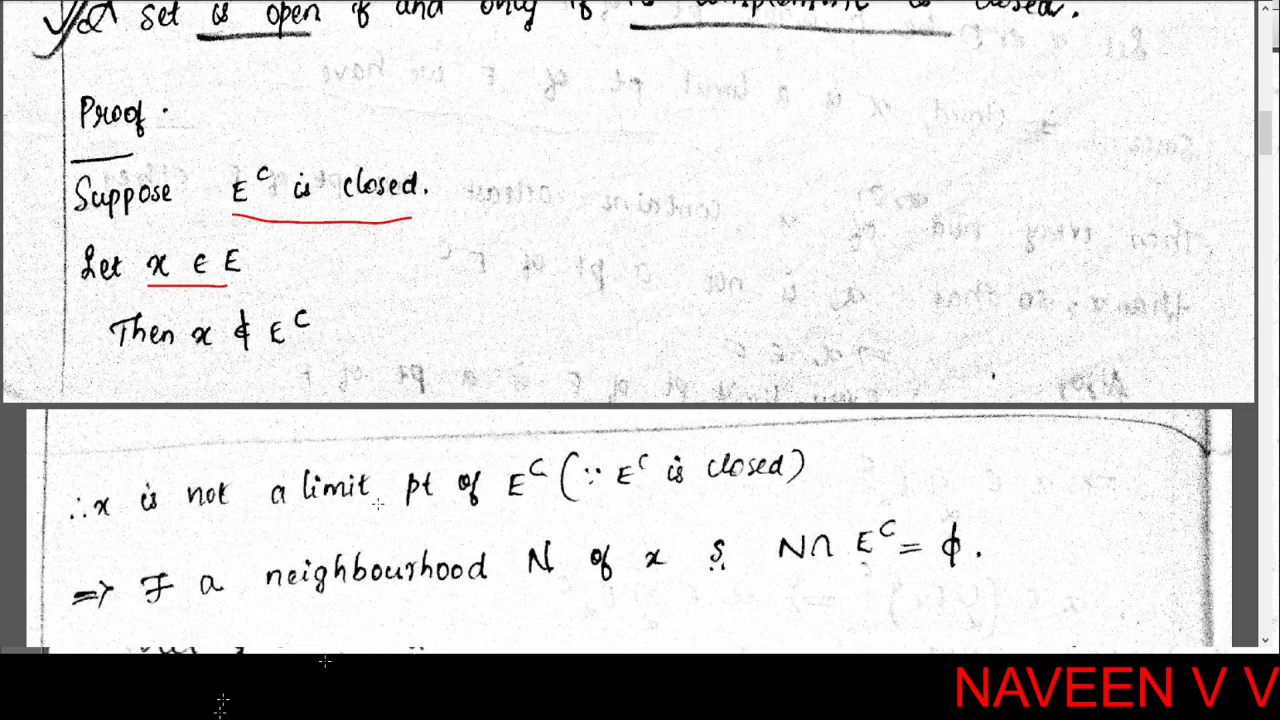 A set is open if and only if its complement is closed.
Proof.
Suppose E^C is closed.
Let x ∈ E
Then x ∉ E^C
∴ x is not a limit pt of E^C (∵ E^C is closed)
⇒ ∃ a neighbourhood N of x s. N∩ E^C = ϕ.
NAVEEN V V